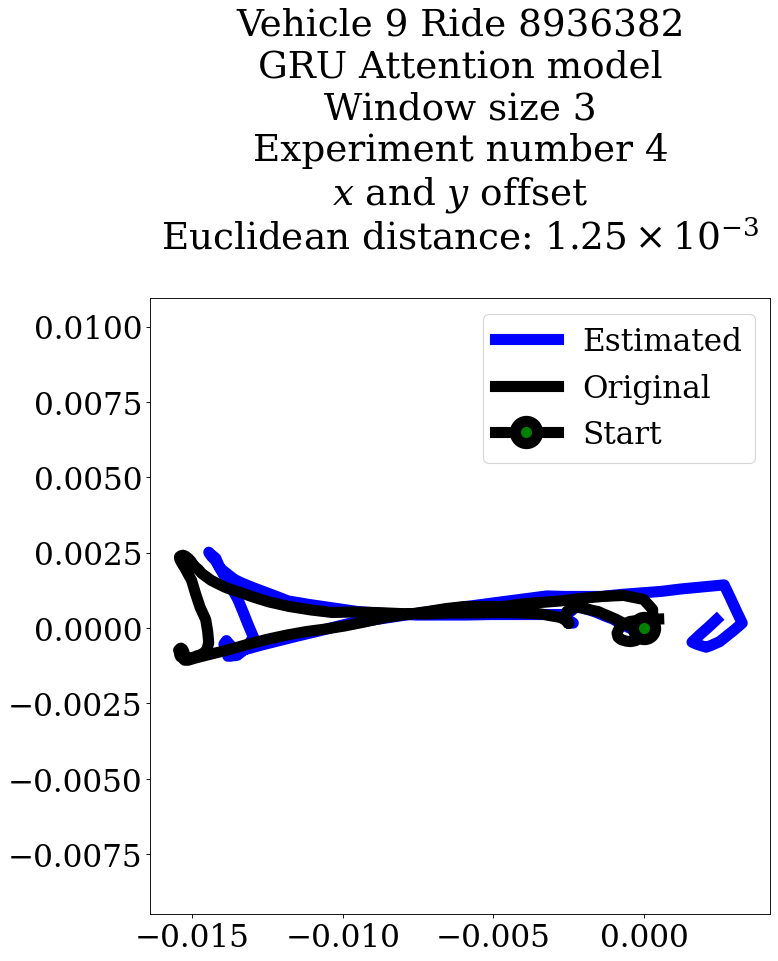 Vehicle 9 Ride 8936382
GRU Attention model
Window size 3
Experiment number 4
x and y offset
Euclidean distance: 1.25 × 10⁻³
Estimated
Original
Start
0.0100
0.0075
0.0050
0.0025
0.0000
−0.0025
−0.0050
−0.0075
−0.015 −0.010 −0.005 0.000